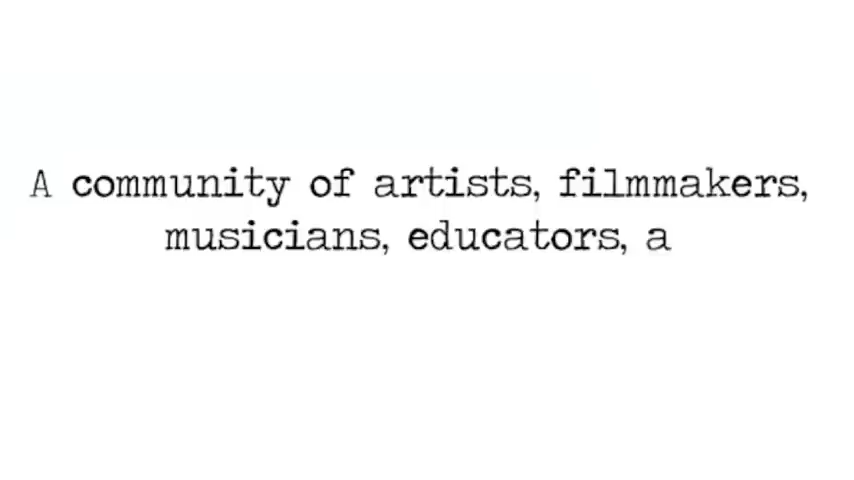 A community of artists, filmmakers,
musicians, educators, a